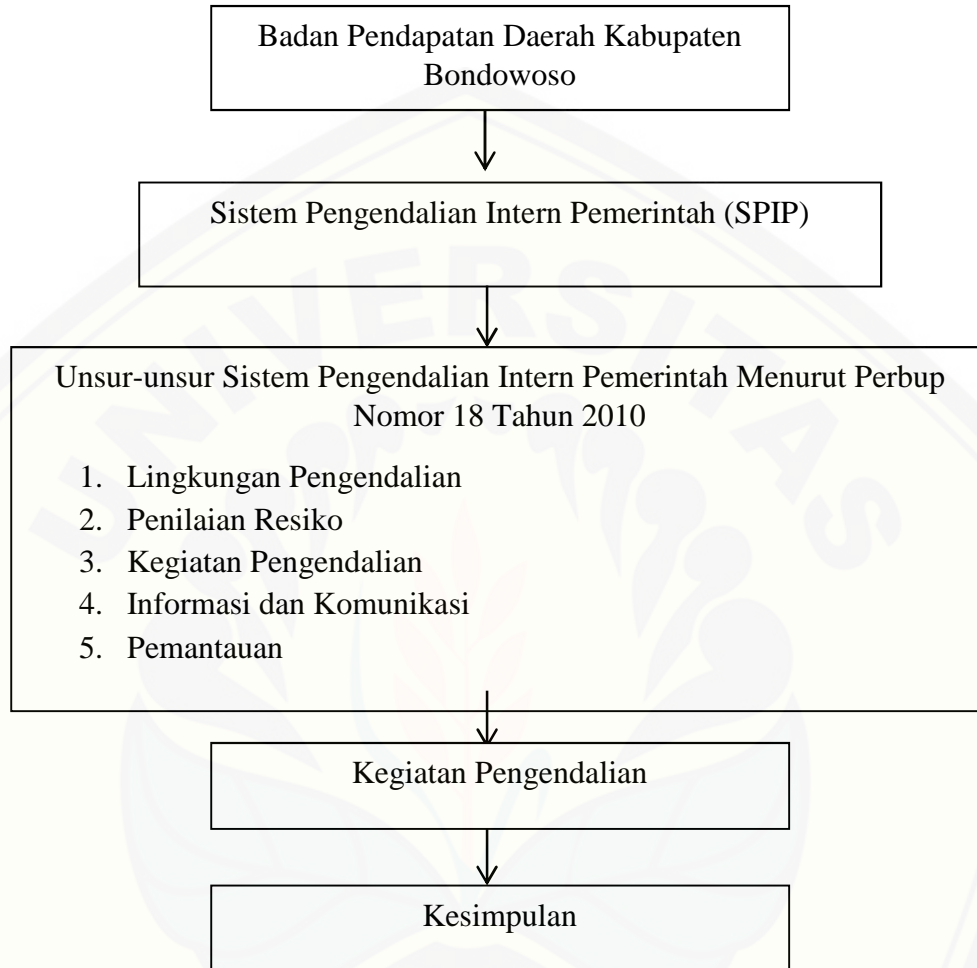 Badan Pendapatan Daerah Kabupaten
Bondowoso
Sistem Pengendalian Intern Pemerintah (SPIP)
Unsur-unsur Sistem Pengendalian Intern Pemerintah Menurut Perbup
Nomor 18 Tahun 2010
1. Lingkungan Pengendalian
2. Penilaian Resiko
3. Kegiatan Pengendalian
4. Informasi dan Komunikasi
5. Pemantauan
Kegiatan Pengendalian
Kesimpulan
UNIVERSITAS